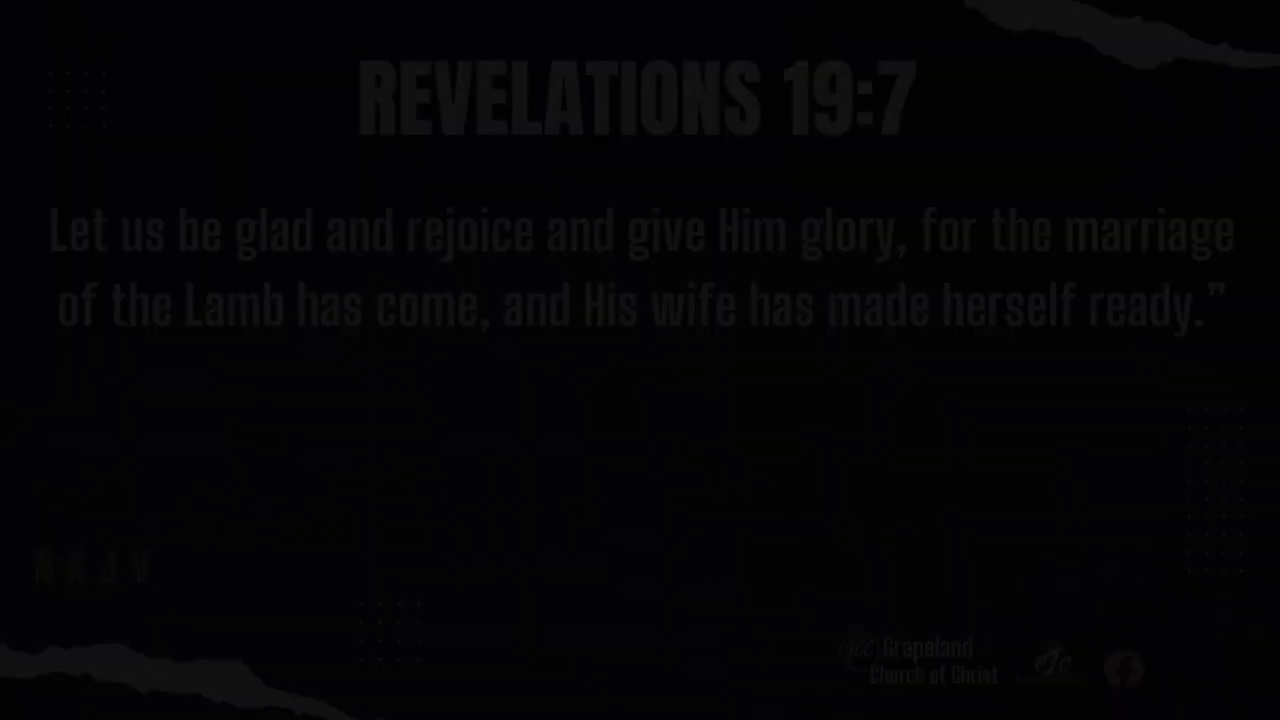 REVELATIONS 19:7
Let us be glad and rejoice and give Him glory, for the marriage
of the Lamb has come, and His wife has made herself ready.”
NKJV
Grapeland
Church of Christ